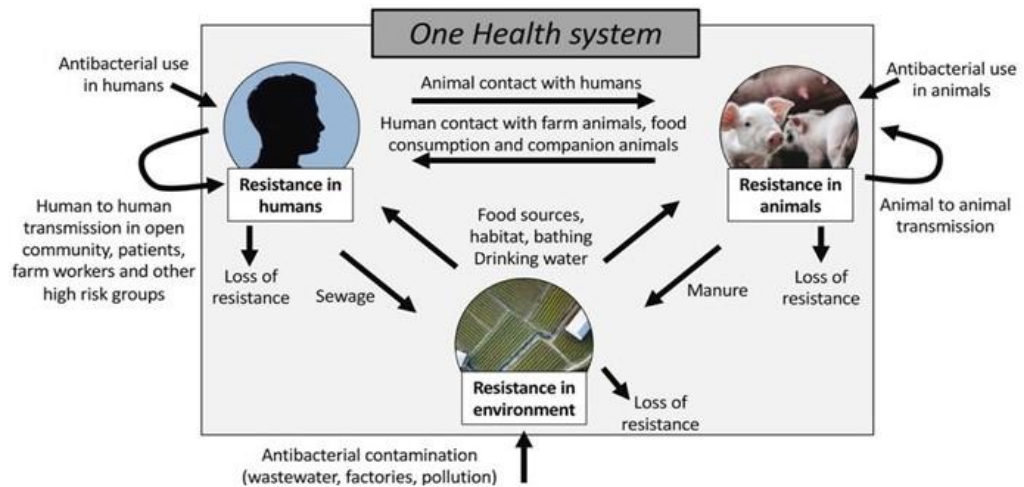 One Health system
Antibacterial use
in humans
Animal contact with humans
Antibacterial use
in animals
Human contact with farm animals, food
consumption and companion animals
Resistance in
humans
Resistance in
animals
Human to human
transmission in open
community, patients,
farm workers and other
high risk groups
Food sources,
habitat, bathing
Drinking water
Animal to animal
transmission
Loss of
resistance
Sewage
Manure
Loss of
resistance
Resistance in
environment
Loss of
resistance
Antibacterial contamination
(wastewater, factories, pollution)